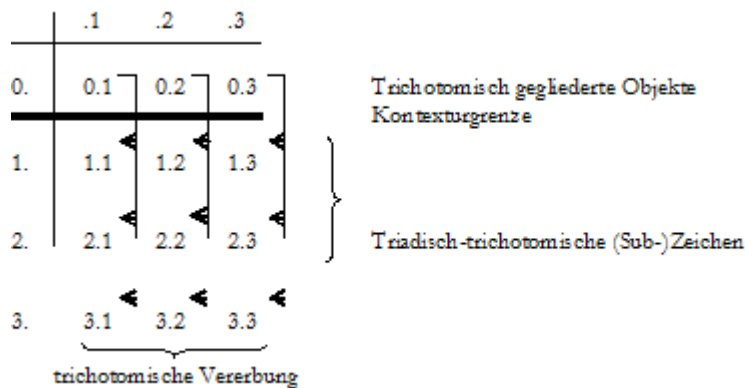 .1 .2 .3
0. 0.1 0.2 0.3 Trichotomisch gegliederte Objekte
Kontexturgrenze
1. 1.1 1.2 1.3
2. 2.1 2.2 2.3 Triadisch-trichotomische (Sub-)Zeichen
3. 3.1 3.2 3.3
trichotomische Vererbung